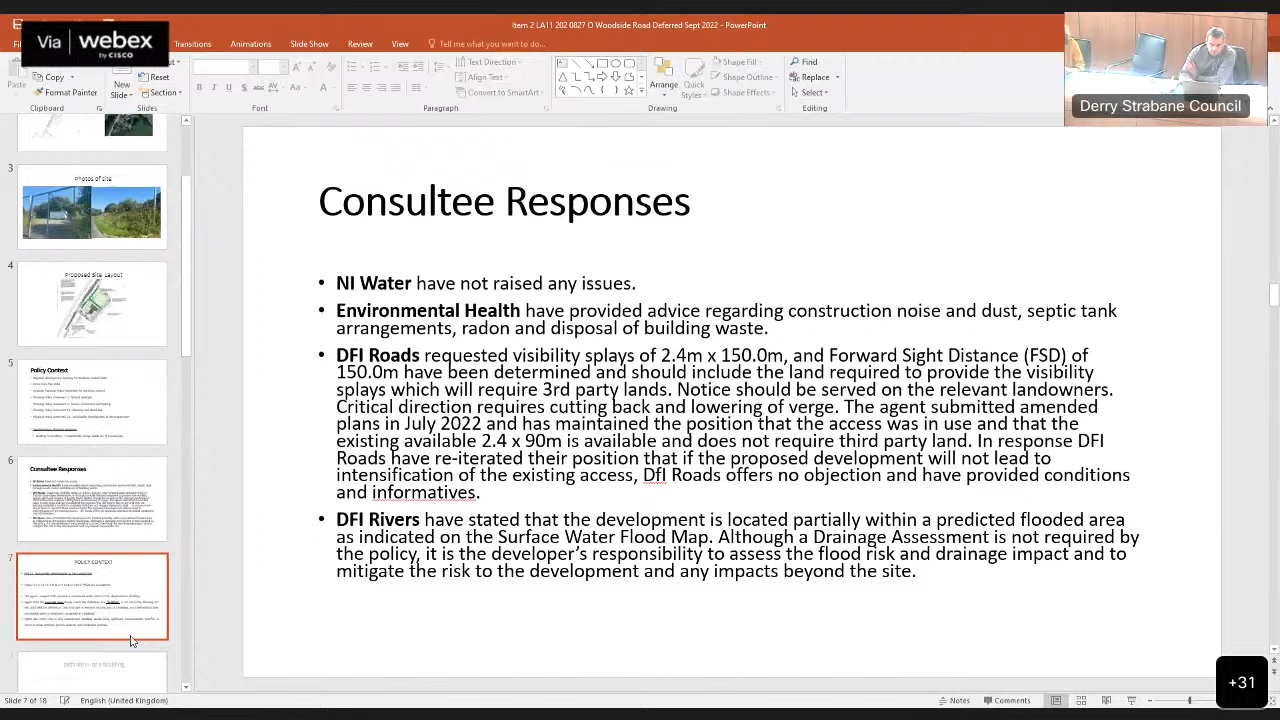 Item 2 LA11 202 0827 O Woodside Road Deferred Sept 2022 - PowerPoint
Via webex
by CISCO
Transitions Animations Slide Show Review View Tell me what you want to do...
Derry Strabane Council
Copy
Format Painter
Paste
Clipboard
New
Slide
Reset
Section
Slides
Font
Text Direction
Align Text
Convert to SmartArt
Paragraph
Arrange
Quick
Styles
Shape Fill
Shape Outline
Shape Effects
Drawing
Find
Replace
Select
Editing
3
Photos of site
4
Proposed Site Layout
5
Policy Context
6
Consultee Responses
7
POLICY CONTEXT
Definition of a Building
Consultee Responses
• NI Water have not raised any issues.
• Environmental Health have provided advice regarding construction noise and dust, septic tank
arrangements, radon and disposal of building waste.
• DFI Roads requested visibility splays of 2.4m x 150.0m, and Forward Sight Distance (FSD) of
150.0m have been determined and should include the land required to provide the visibility
splays which will require 3rd party lands. Notice must be served on the relevant landowners.
Critical direction requires cutting back and lowering of verge. The agent submitted amended
plans in July 2022 and has maintained the position that the access was in use and that the
existing available 2.4 x 90m is available and does not require third party land. In response DFI
Roads have re-iterated their position that if the proposed development will not lead to
intensification of the existing access, DfI Roads offers no objection and have provided conditions
and informatives.
• DFI Rivers have stated that the development is located partially within a predicted flooded area
as indicated on the Surface Water Flood Map. Although a Drainage Assessment is not required by
the policy, it is the developer's responsibility to assess the flood risk and drainage impact and to
mitigate the risk to the development and any impacts beyond the site.
+31
Slide 7 of 18 English (United Kingdom) Notes Comments